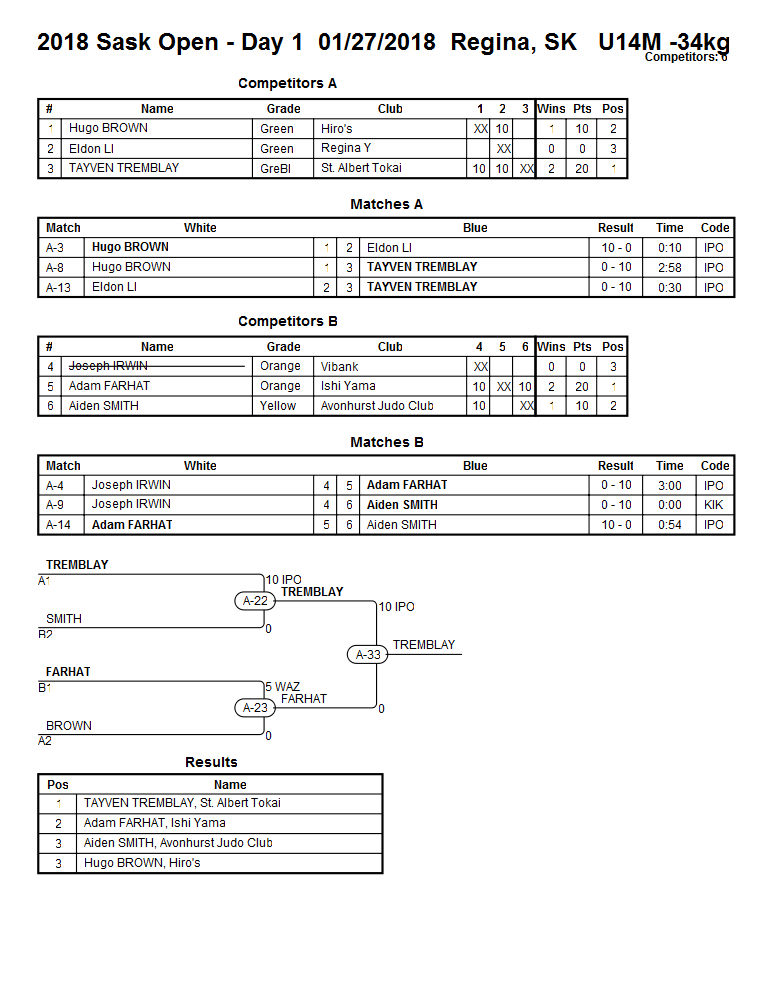 2018 Sask Open - Day 1 01/27/2018 Regina, SK U14M -34kg
Competitors: 6
Competitors A
# Name Grade Club 1 2 3 Wins Pts Pos
1 Hugo BROWN Green Hiro's XX 10 1 10 2
2 Eldon LI Green Regina Y XX 0 0 3
3 TAYVEN TREMBLAY GreBl St. Albert Tokai 10 10 XX 2 20 1
Matches A
Match White Blue Result Time Code
A-3 Hugo BROWN 1 2 Eldon LI 10 - 0 0:10 IPO
A-8 Hugo BROWN 1 3 TAYVEN TREMBLAY 0 - 10 2:58 IPO
A-13 Eldon LI 2 3 TAYVEN TREMBLAY 0 - 10 0:30 IPO
Competitors B
# Name Grade Club 4 5 6 Wins Pts Pos
4 Joseph IRWIN Orange Vibank XX 0 0 3
5 Adam FARHAT Orange Ishi Yama 10 XX 10 2 20 1
6 Aiden SMITH Yellow Avonhurst Judo Club 10 XX 1 10 2
Matches B
Match White Blue Result Time Code
A-4 Joseph IRWIN 4 5 Adam FARHAT 0 - 10 3:00 IPO
A-9 Joseph IRWIN 4 6 Aiden SMITH 0 - 10 0:00 KIK
A-14 Adam FARHAT 5 6 Aiden SMITH 10 - 0 0:54 IPO
TREMBLAY
A1 10 IPO
A-22 TREMBLAY
10 IPO
SMITH
B2 0
A-33 TREMBLAY
FARHAT
B1 5 WAZ
A-23 FARHAT
0
BROWN
A2 0
Results
Pos Name
1 TAYVEN TREMBLAY, St. Albert Tokai
2 Adam FARHAT, Ishi Yama
3 Aiden SMITH, Avonhurst Judo Club
3 Hugo BROWN, Hiro's